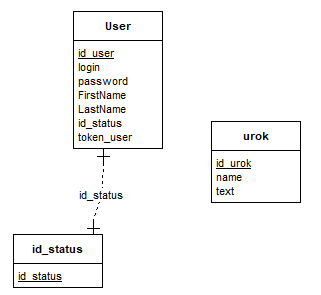 User
id_user
login
password
FirstName
LastName
id_status
token_user
urok
id_urok
name
text
id_status
id_status
id_status